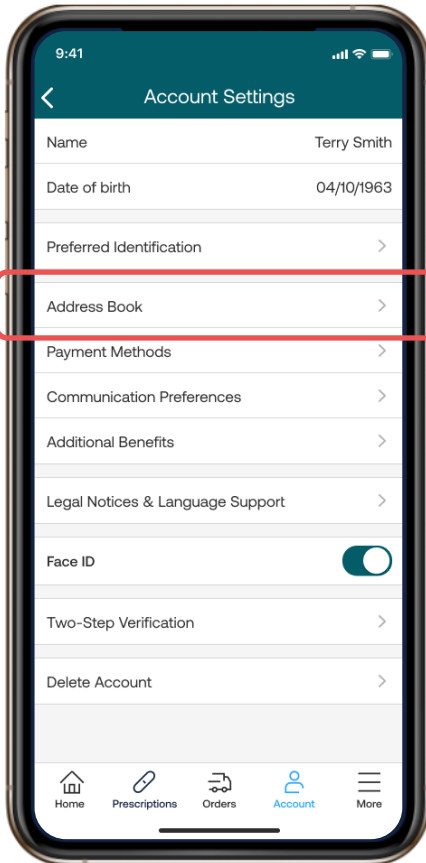 9:41
Account Settings
Name Terry Smith
Date of birth 04/10/1963
Preferred Identification
Address Book
Payment Methods
Communication Preferences
Additional Benefits
Legal Notices & Language Support
Face ID
Two-Step Verification
Delete Account
Home Prescriptions Orders Account More